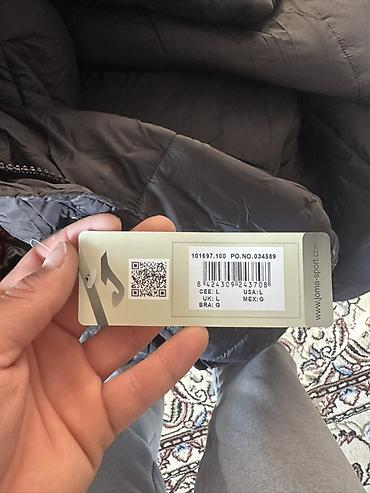 101697.100 PO.NO.034589
8 424309 243708
CEE: L USA: L
UK: L MEX: G
BRA: G
www.joma-sport.com